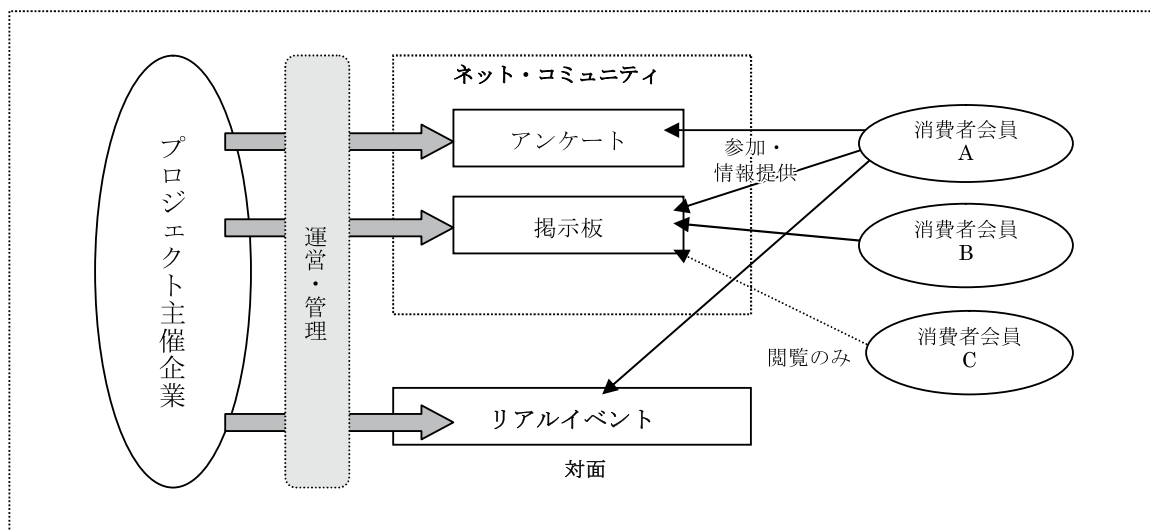 プロジェクト主催企業
運営・管理
ネット・コミュニティ
アンケート
掲示板
参加・
情報提供
消費者会員
A
消費者会員
B
消費者会員
C
閲覧のみ
リアルイベント
対面